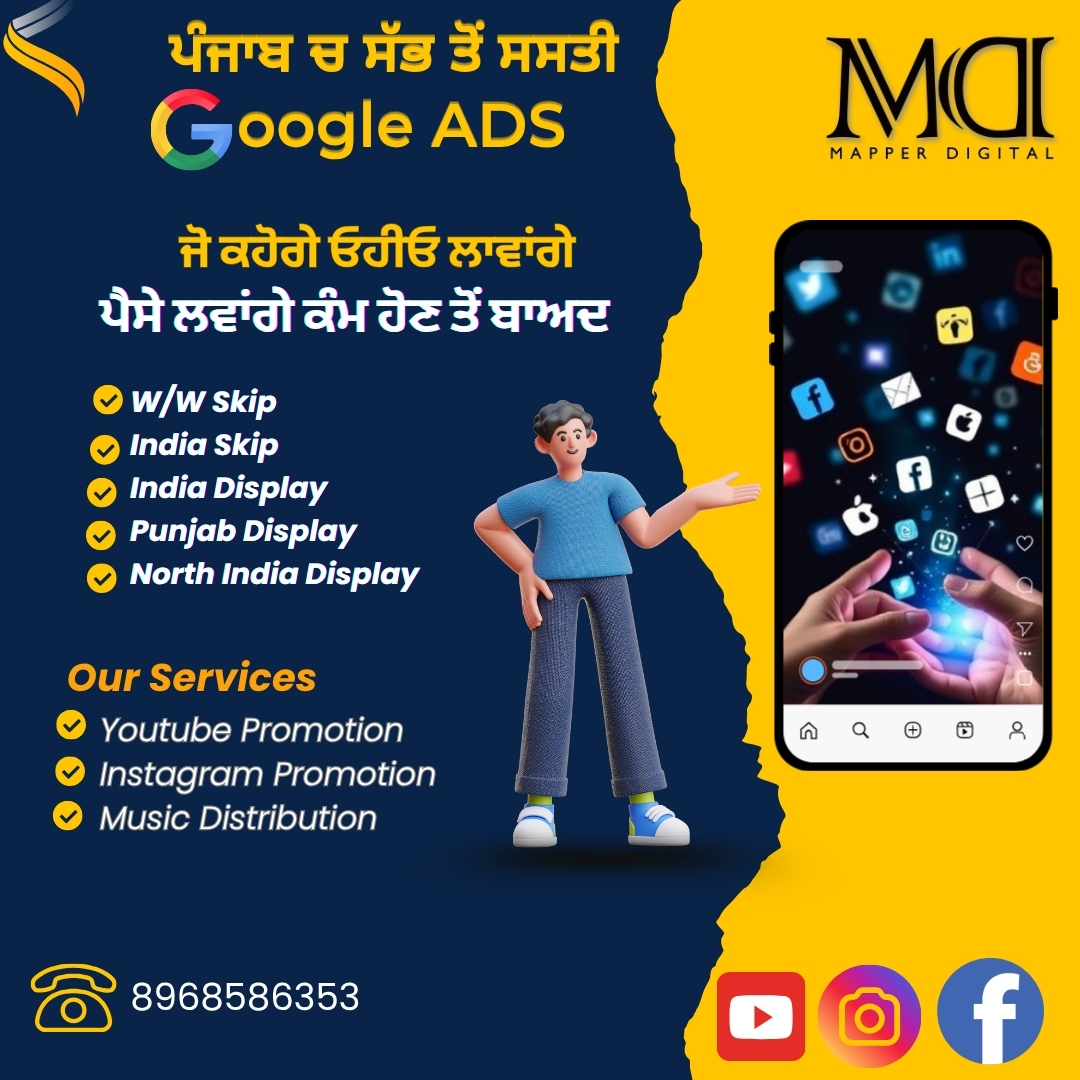 ਪੰਜਾਬ ਚ ਸੱਭ ਤੋਂ ਸਸਤੀ
Google ADS
MD
MAPPER DIGITAL
ਜੋ ਕਹੋਗੇ ਓਹੀਓ ਲਾਵਾਂਗੇ
ਪੈਸੇ ਲਵਾਂਗੇ ਕੰਮ ਹੋਣ ਤੋਂ ਬਾਅਦ
W/W Skip
India Skip
India Display
Punjab Display
North India Display
Our Services
Youtube Promotion
Instagram Promotion
Music Distribution
8968586353